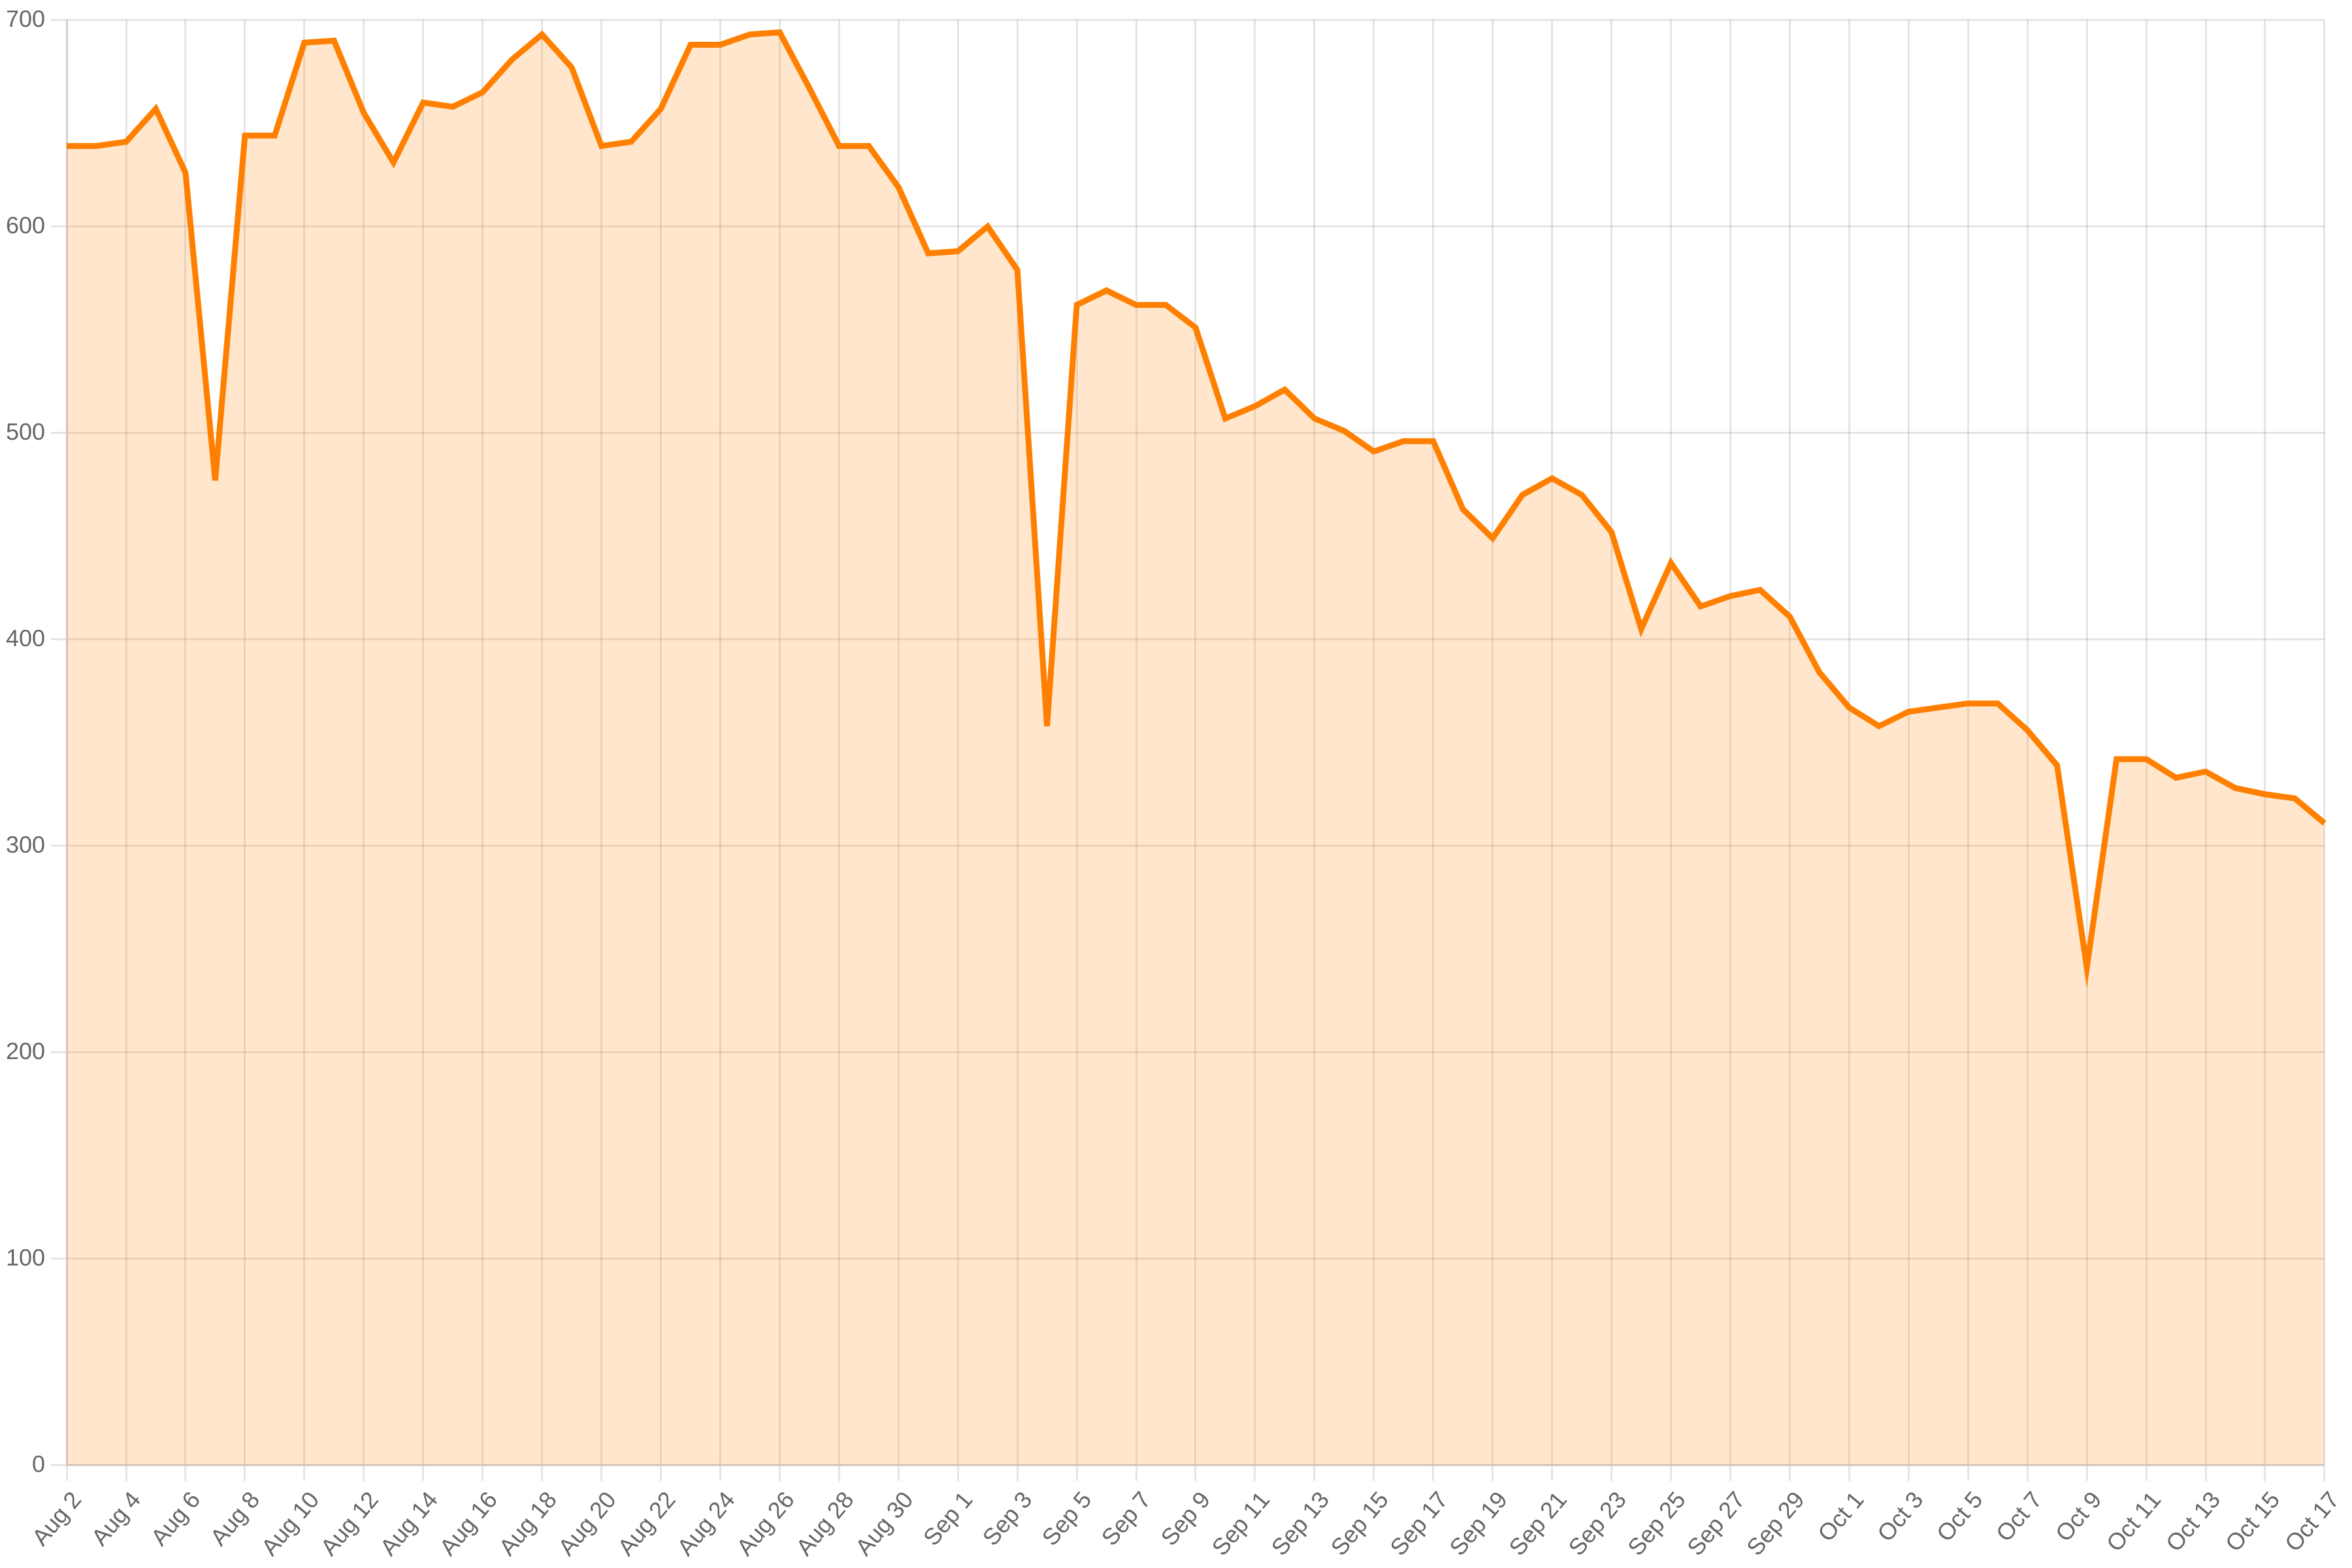 700
600
500
400
300
200
100
0
Aug 2
Aug 4
Aug 6
Aug 8
Aug 10
Aug 12
Aug 14
Aug 16
Aug 18
Aug 20
Aug 22
Aug 24
Aug 26
Aug 28
Aug 30
Sep 1
Sep 3
Sep 5
Sep 7
Sep 9
Sep 11
Sep 13
Sep 15
Sep 17
Sep 19
Sep 21
Sep 23
Sep 25
Sep 27
Sep 29
Oct 1
Oct 3
Oct 5
Oct 7
Oct 9
Oct 11
Oct 13
Oct 15
Oct 17